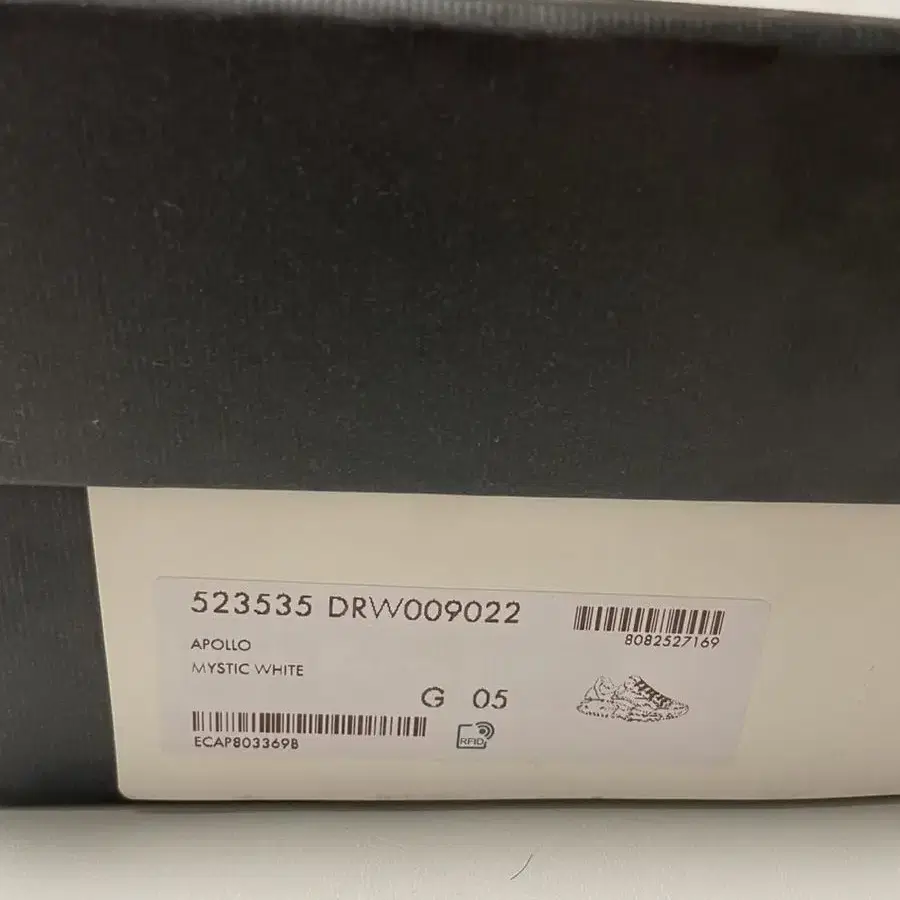 523535 DRW009022
8082527169
APOLLO
MYSTIC WHITE
G 05
ECAP803369B
RFID